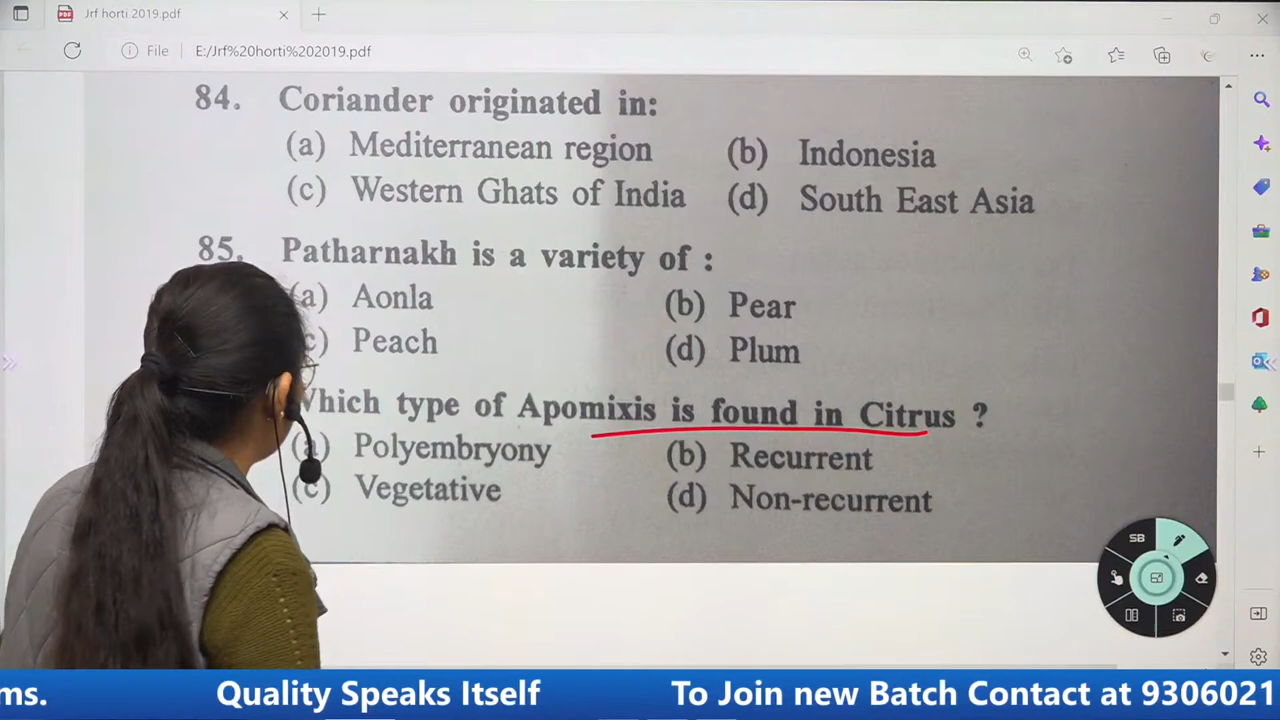 Jrf horti 2019.pdf
File E:/Jrf%20horti%202019.pdf
84. Coriander originated in:
(a) Mediterranean region (b) Indonesia
(c) Western Ghats of India (d) South East Asia
85. Patharnakh is a variety of :
(a) Aonla (b) Pear
(c) Peach (d) Plum
Which type of Apomixis is found in Citrus ?
(a) Polyembryony (b) Recurrent
(c) Vegetative (d) Non-recurrent
SB
ms. Quality Speaks Itself To Join new Batch Contact at 9306021